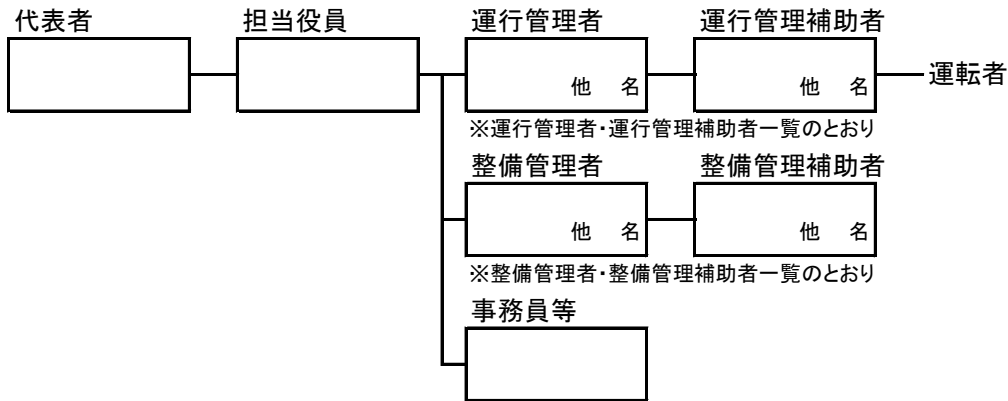 代表者 担当役員 運行管理者 運行管理補助者
他 名 他 名 運転者
※運行管理者・運行管理補助者一覧のとおり
整備管理者 整備管理補助者
他 名 他 名
※整備管理者・整備管理補助者一覧のとおり
事務員等